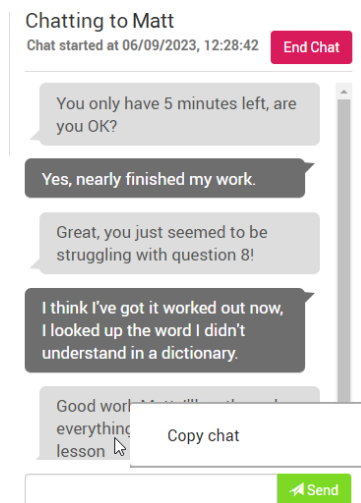 Chatting to Matt
Chat started at 06/09/2023, 12:28:42
End Chat
You only have 5 minutes left, are
you OK?
Yes, nearly finished my work.
Great, you just seemed to be
struggling with question 8!
I think I've got it worked out now,
I looked up the word I didn't
understand in a dictionary.
Good
everything
lesson
Copy chat
Send